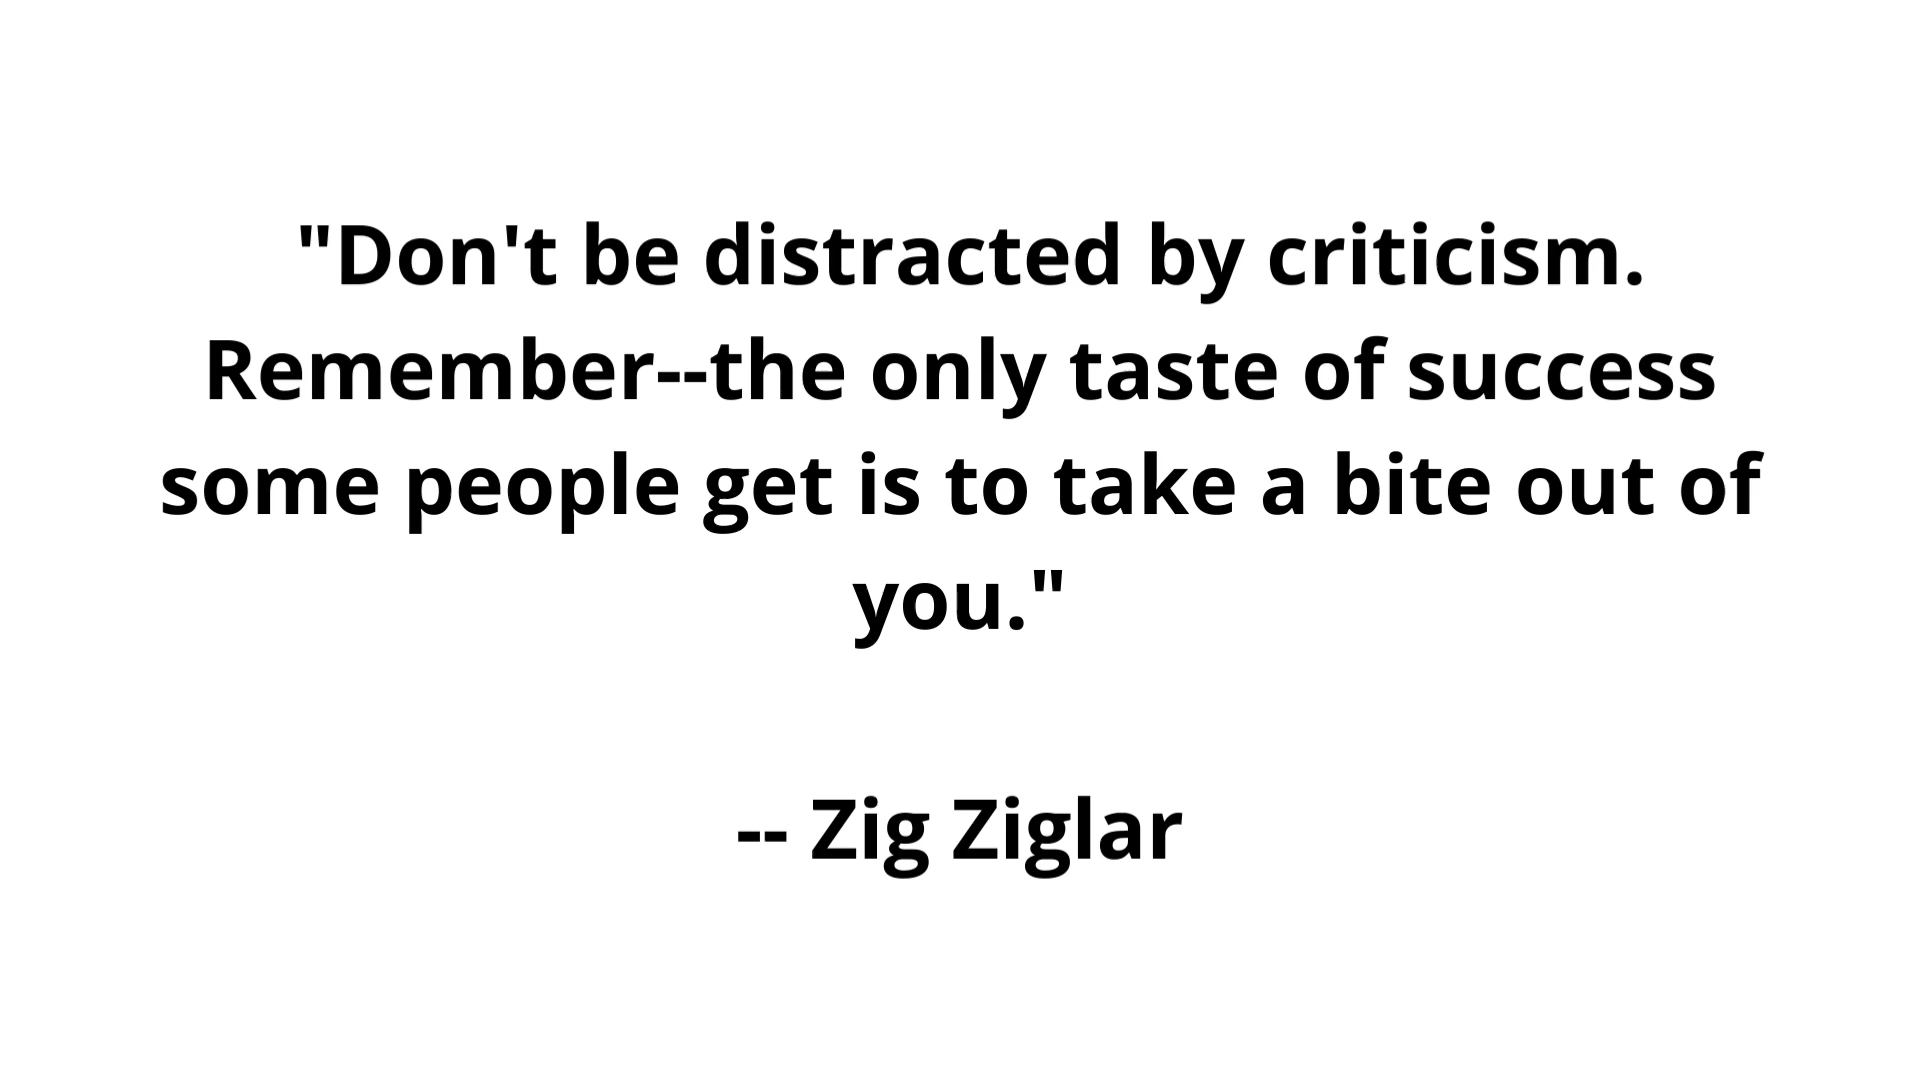 "Don't be distracted by criticism.
Remember--the only taste of success
some people get is to take a bite out of
you."
-- Zig Ziglar